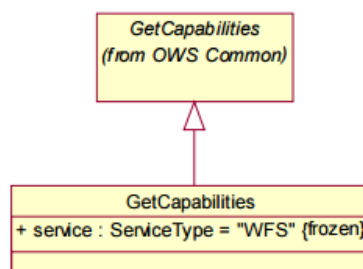 GetCapabilities
(from OWS Common)
GetCapabilities
+ service : ServiceType = "WFS" {frozen}